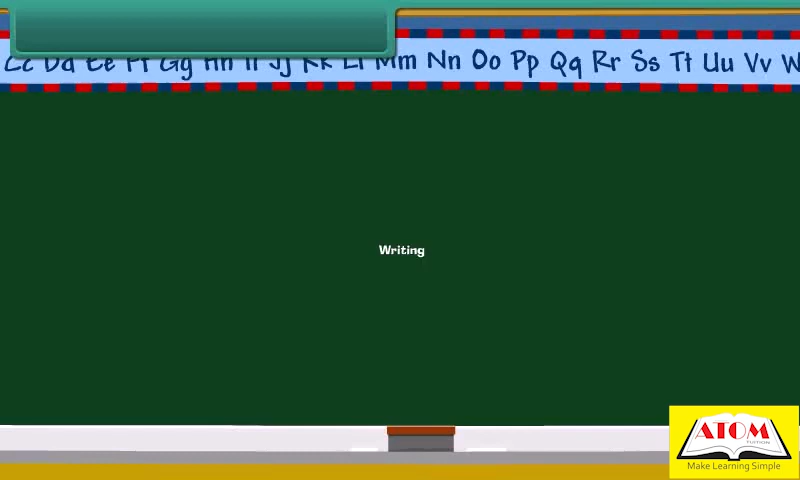 Cc Dd Ee Ff Gg Hh Ii Jj Kk Ll Mm Nn Oo Pp Qq Rr Ss Tt Uu Vv W
Writing
ATOM
TUITION
Make Learning Simple